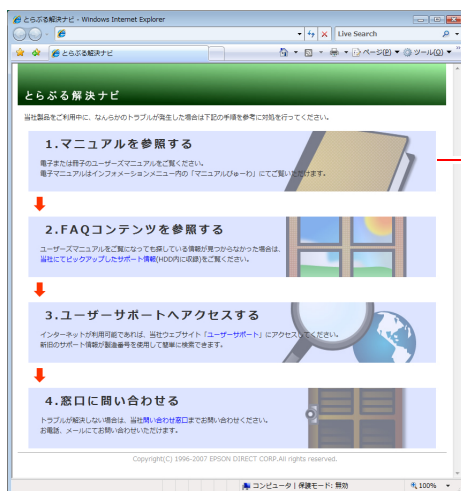 とらぶる解決ナビ - Windows Internet Explorer
Live Search
とらぶる解決ナビ
ページ(P)
ツール(O)
とらぶる解決ナビ
当社製品をご利用中に、なんらかのトラブルが発生した場合は下記の手順を参考に対処を行ってください。
1.マニュアルを参照する
電子または冊子のユーザーズマニュアルをご覧ください。
電子マニュアルはインフォメーションメニュー内の「マニュアルびゅーわ」にてご覧いただけます。
2.FAQコンテンツを参照する
ユーザーズマニュアルをご覧になっても探している情報が見つからなかった場合は、
当社にてピックアップしたサポート情報(HDD内に収録)をご覧ください。
3.ユーザーサポートへアクセスする
インターネットが利用可能であれば、当社ウェブサイト「ユーザーサポート」にアクセスしてください。
新旧のサポート情報が製造番号を使用して簡単に検索できます。
4.窓口に問い合わせる
トラブルが解決しない場合は、当社問い合わせ窓口までお問い合わせください。
お電話、メールにてお問い合わせいただけます。
Copyright(C) 1996-2007 EPSON DIRECT CORP.All rights reserved.
コンピュータ | 保護モード: 無効
100%